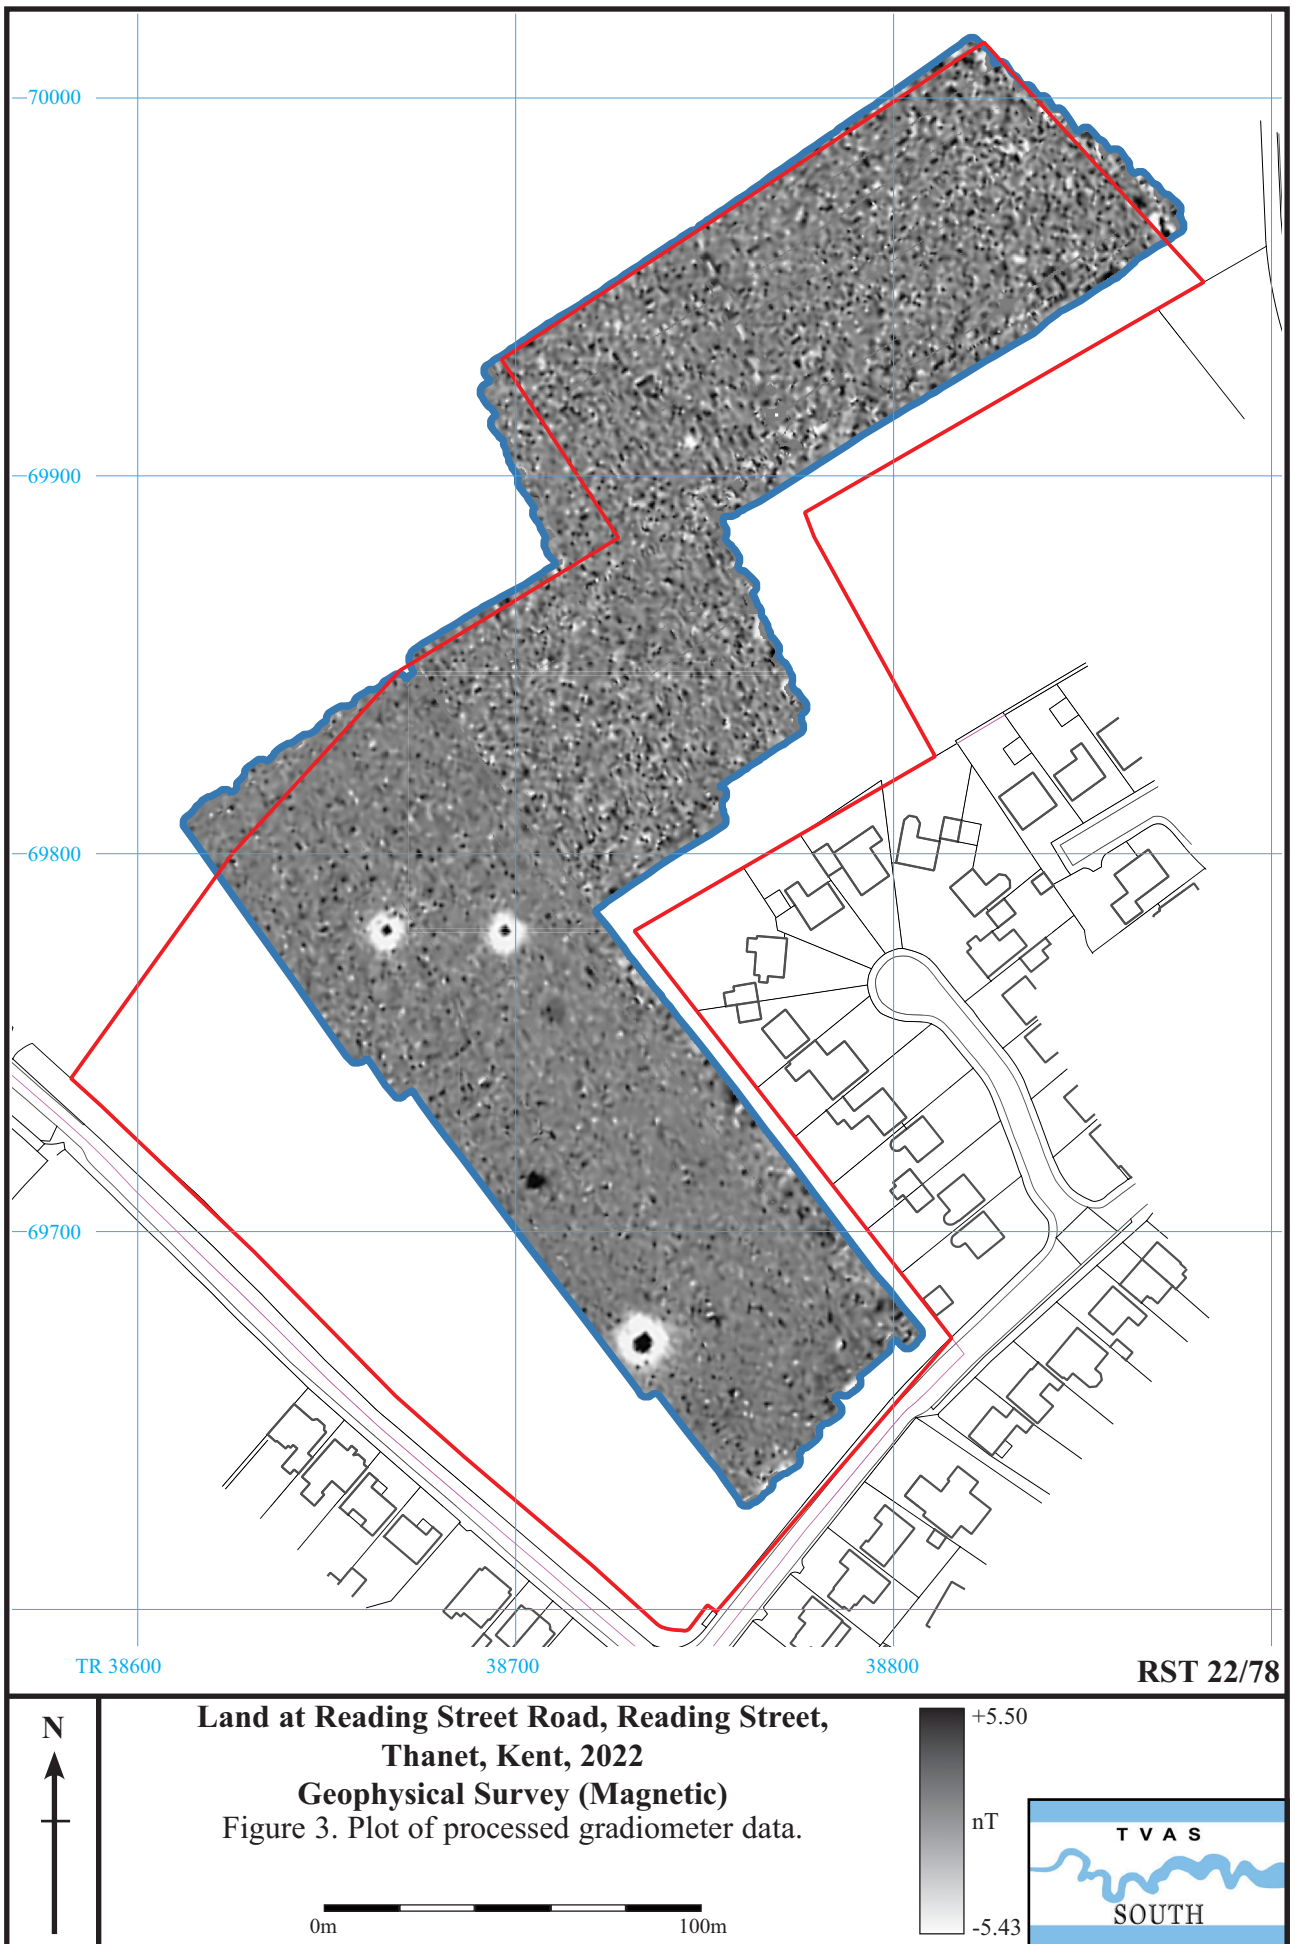 70000
69900
69800
69700
TR 38600
38700
38800
RST 22/78
N
Land at Reading Street Road, Reading Street,
Thanet, Kent, 2022
Geophysical Survey (Magnetic)
Figure 3. Plot of processed gradiometer data.
0m
100m
+5.50
nT
-5.43
TVAS
SOUTH